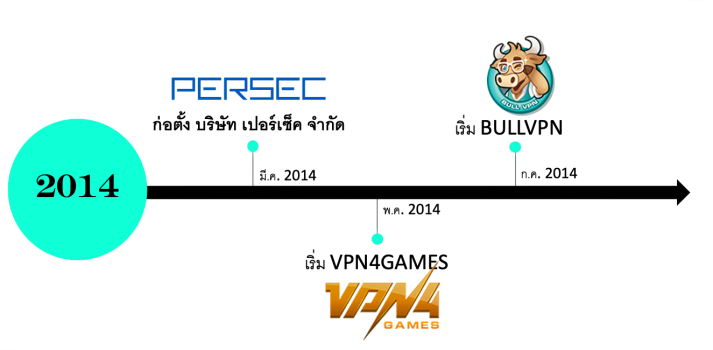 2014
PERSEC
ก่อตั้ง บริษัท เปอร์เซ็ค จำกัด
มี.ค. 2014
พ.ค. 2014
เริ่ม VPN4GAMES
VPN4
GAMES
BULLVPN
เริ่ม BULLVPN
ก.ค. 2014